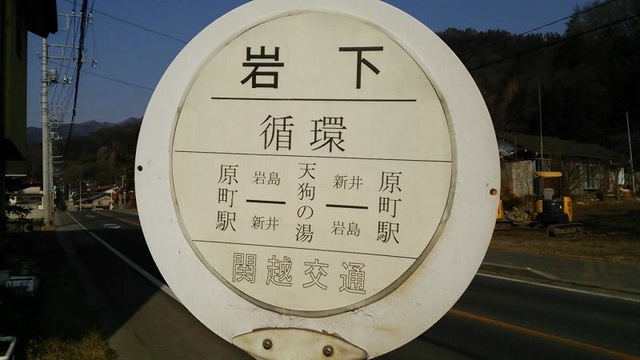 岩下
循環
原町駅
岩島 新井
天狗の湯
新井 岩島
原町駅
関越交通